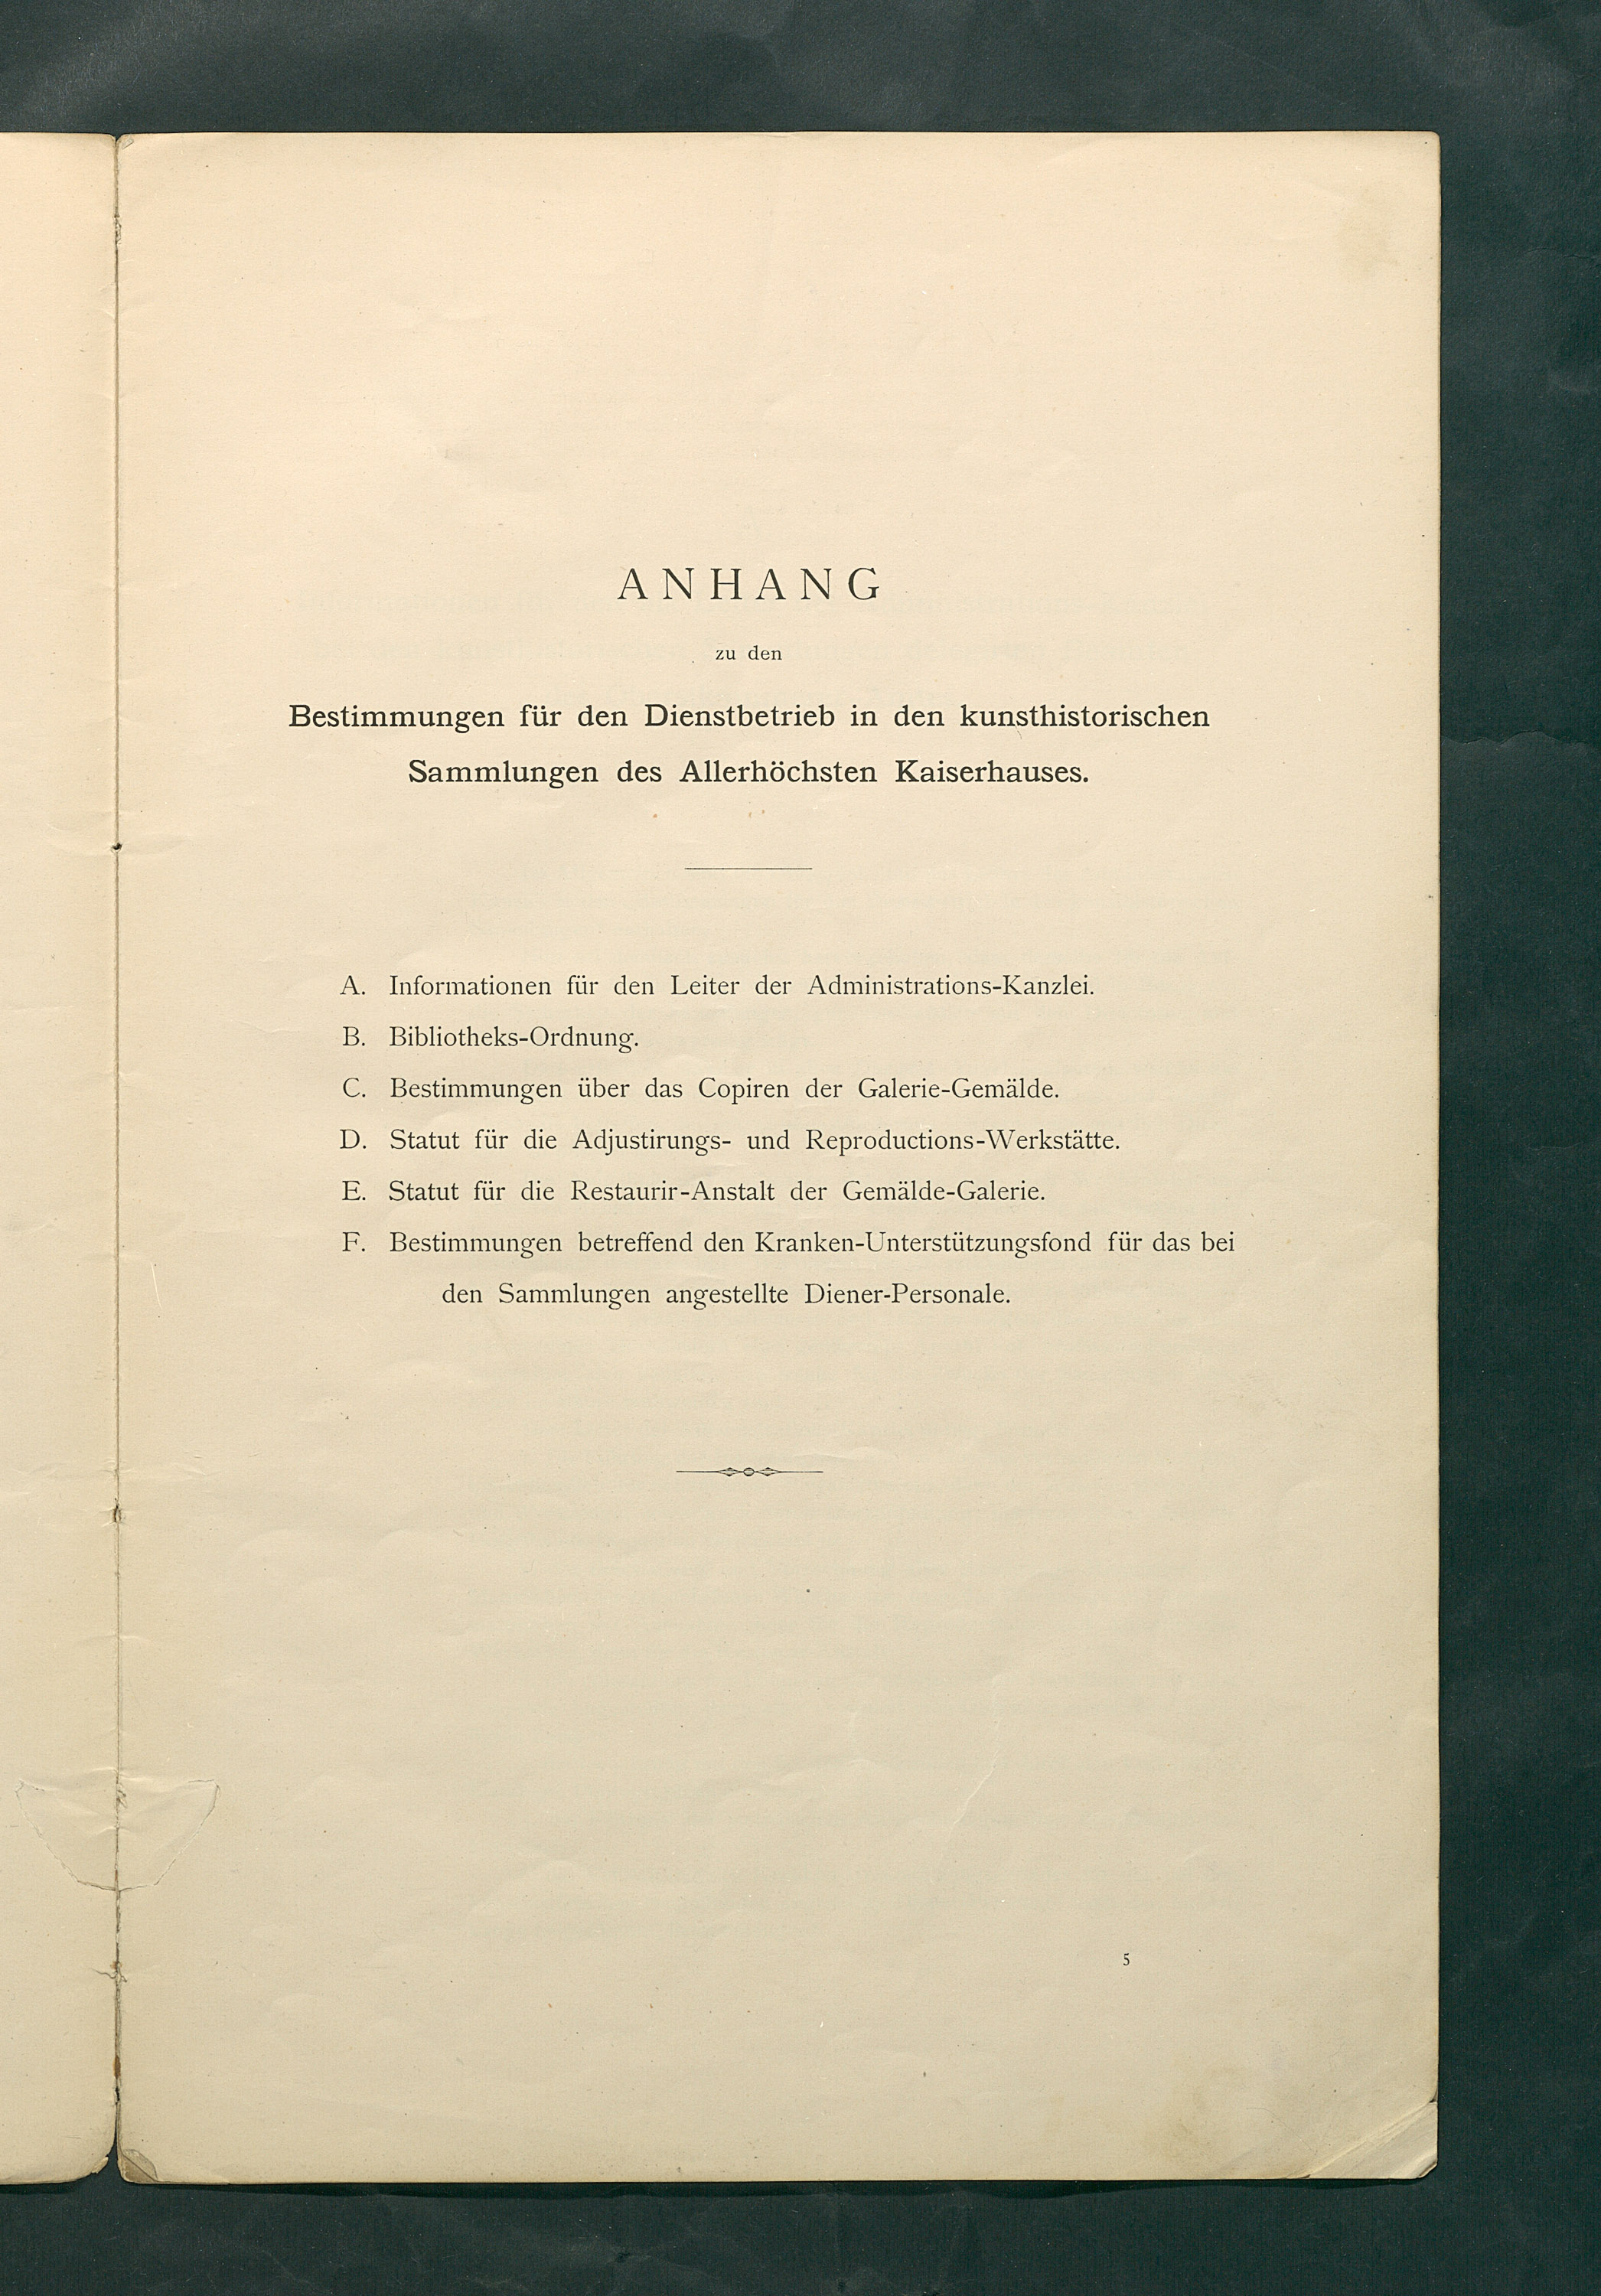 ANHANG
zu den
Bestimmungen für den Dienstbetrieb in den kunsthistorischen
Sammlungen des Allerhöchsten Kaiserhauses.
A. Informationen für den Leiter der Administrations-Kanzlei.
B. Bibliotheks-Ordnung.
C. Bestimmungen über das Copiren der Galerie-Gemälde.
D. Statut für die Adjustirungs- und Reproductions-Werkstätte.
E. Statut für die Restaurir-Anstalt der Gemälde-Galerie.
F. Bestimmungen betreffend den Kranken-Unterstützungsfond für das bei
den Sammlungen angestellte Diener-Personale.
5